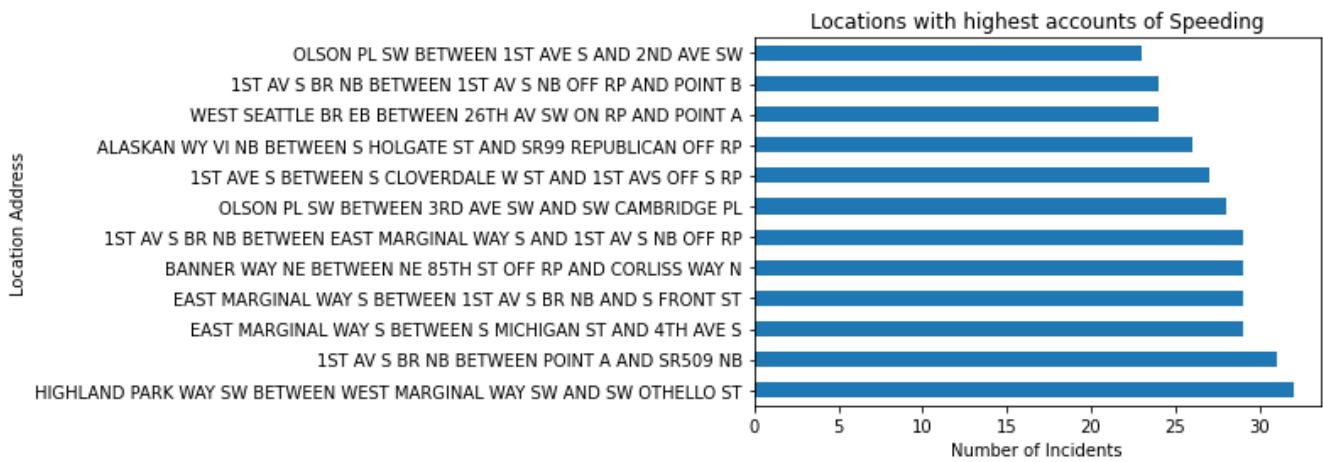 Locations with highest accounts of Speeding
Location Address
OLSON PL SW BETWEEN 1ST AVE S AND 2ND AVE SW
1ST AV S BR NB BETWEEN 1ST AV S NB OFF RP AND POINT B
WEST SEATTLE BR EB BETWEEN 26TH AV SW ON RP AND POINT A
ALASKAN WY VI NB BETWEEN S HOLGATE ST AND SR99 REPUBLICAN OFF RP
1ST AVE S BETWEEN S CLOVERDALE W ST AND 1ST AVS OFF S RP
OLSON PL SW BETWEEN 3RD AVE SW AND SW CAMBRIDGE PL
1ST AV S BR NB BETWEEN EAST MARGINAL WAY S AND 1ST AV S NB OFF RP
BANNER WAY NE BETWEEN NE 85TH ST OFF RP AND CORLISS WAY N
EAST MARGINAL WAY S BETWEEN 1ST AV S BR NB AND S FRONT ST
EAST MARGINAL WAY S BETWEEN S MICHIGAN ST AND 4TH AVE S
1ST AV S BR NB BETWEEN POINT A AND SR509 NB
HIGHLAND PARK WAY SW BETWEEN WEST MARGINAL WAY SW AND SW OTHELLO ST
0 5 10 15 20 25 30
Number of Incidents